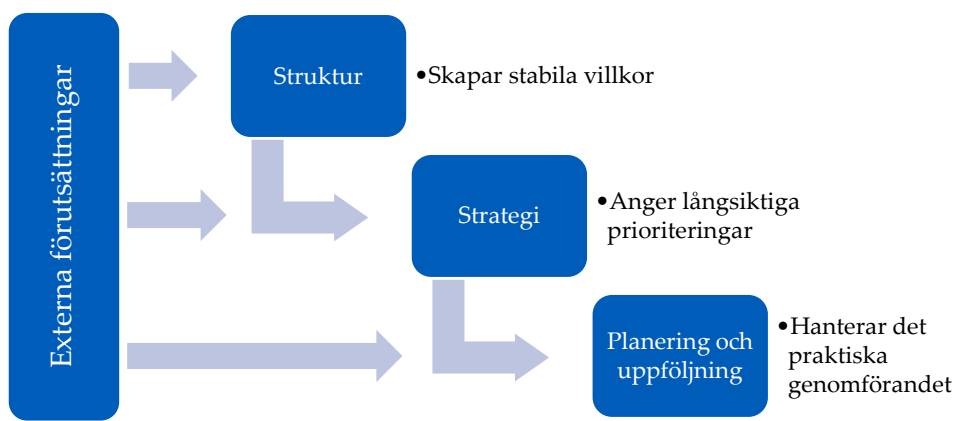 Externa förutsättningar
Struktur
•Skapar stabila villkor
Strategi
•Anger långsiktiga
prioriteringar
Planering och
uppföljning
•Hanterar det
praktiska
genomförandet